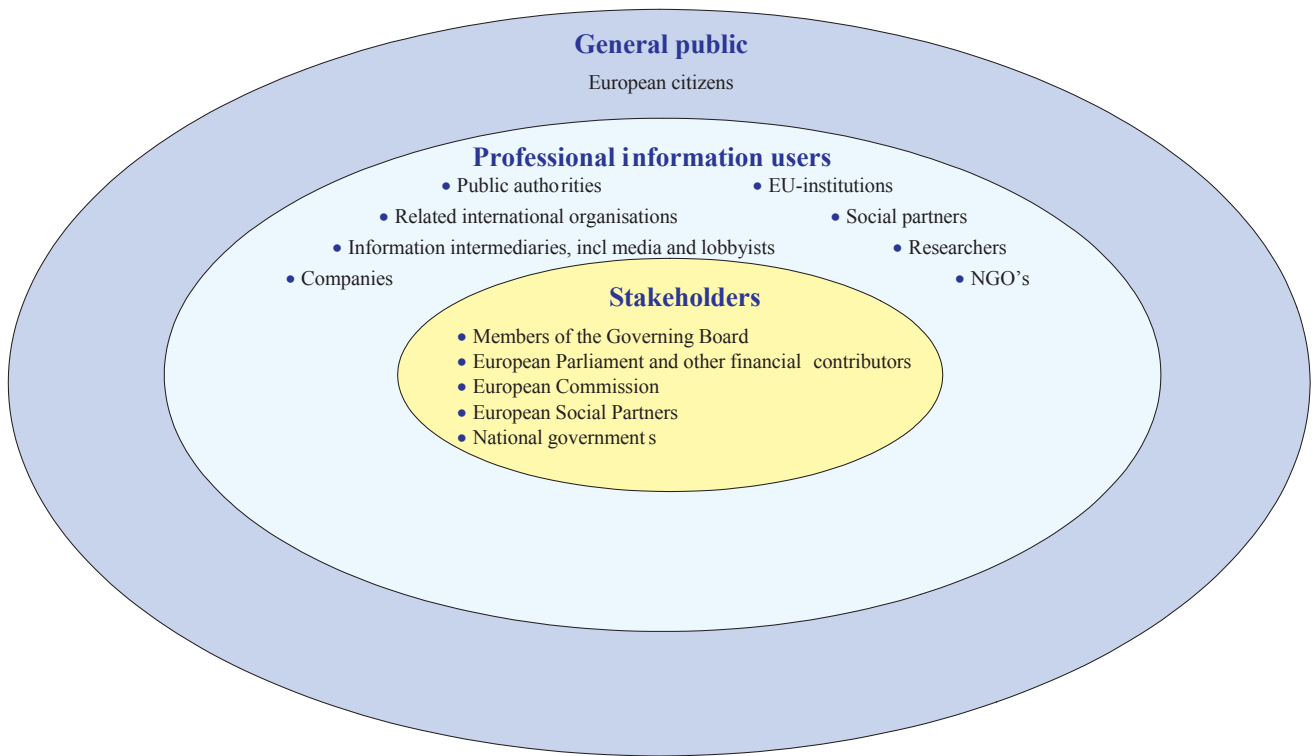 General public
European citizens
Professional information users
• Public authorities
• EU-institutions
• Related international organisations
• Social partners
• Information intermediaries, incl media and lobbyists
• Researchers
• Companies
• NGO's
Stakeholders
• Members of the Governing Board
• European Parliament and other financial contributors
• European Commission
• European Social Partners
• National governments